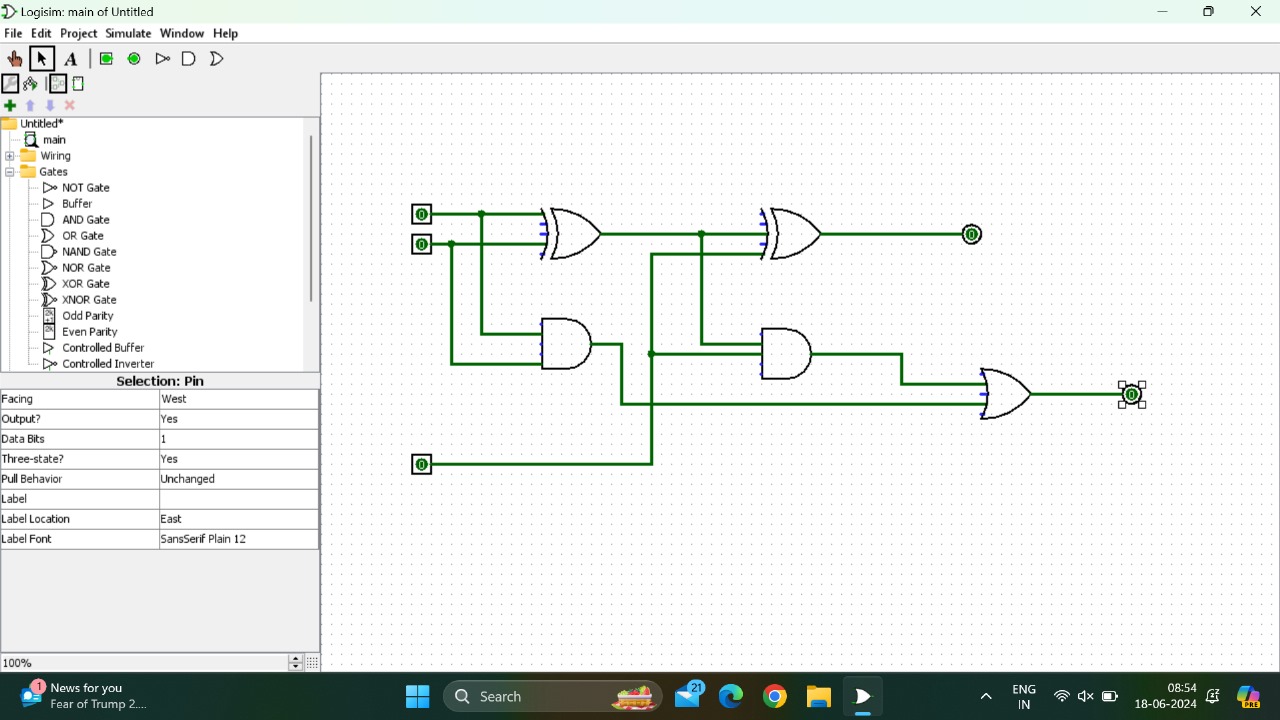 Logisim: main of Untitled
File Edit Project Simulate Window Help
A
Untitled*
main
Wiring
Gates
NOT Gate
Buffer
AND Gate
OR Gate
NAND Gate
NOR Gate
XOR Gate
XNOR Gate
Odd Parity
Even Parity
Controlled Buffer
Controlled Inverter
Selection: Pin
Facing West
Output? Yes
Data Bits 1
Three-state? Yes
Pull Behavior Unchanged
Label
Label Location East
Label Font SansSerif Plain 12
100%
0
0
0
0
0
1
News for you
Fear of Trump 2....
Search
21
ENG
IN
08:54
18-06-2024
PRE